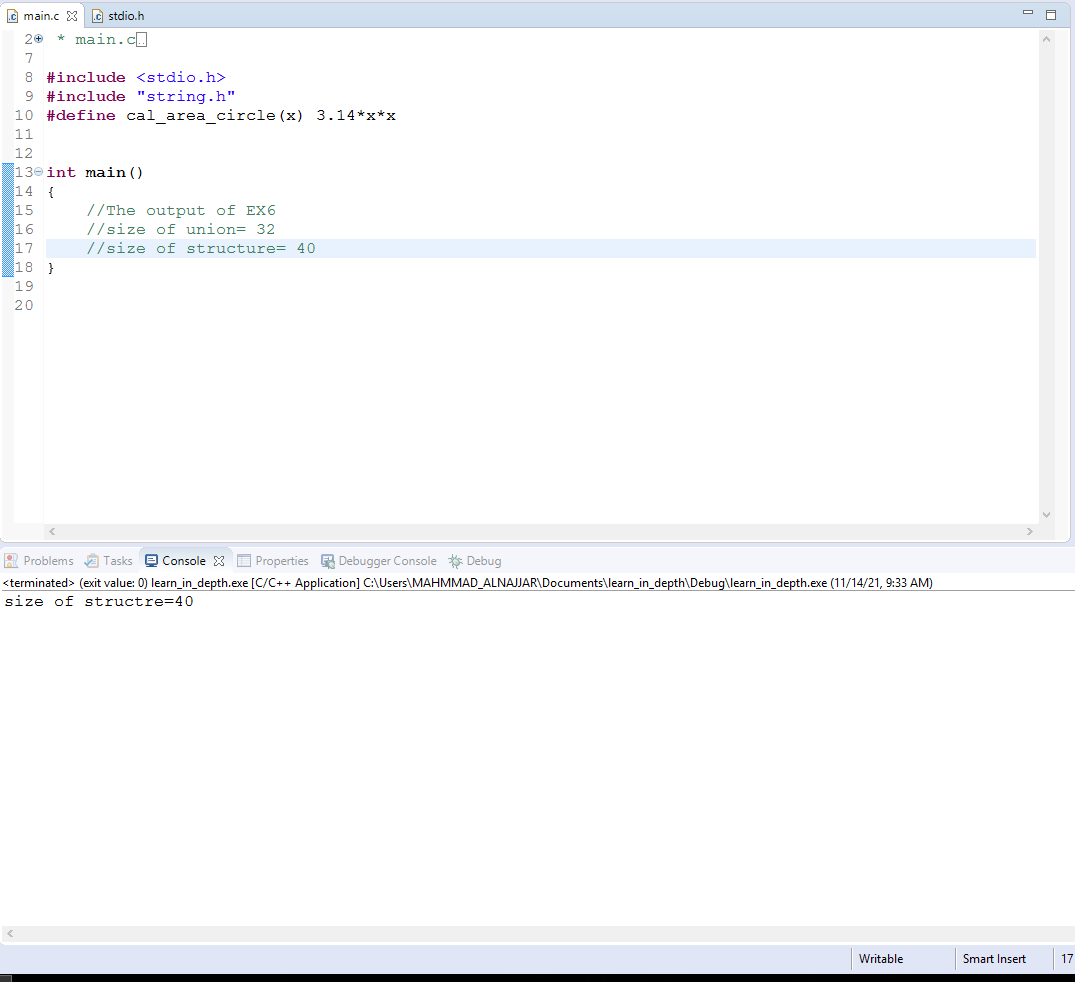 main.c stdio.h
2 * main.c..
7
8 #include <stdio.h>
9 #include "string.h"
10 #define cal_area_circle(x) 3.14*x*x
11
12
13 int main()
14 {
15 //The output of EX6
16 //size of union= 32
17 //size of structure= 40
18 }
19
20
Problems Tasks Console Properties Debugger Console Debug
<terminated> (exit value: 0) learn_in_depth.exe [C/C++ Application] C:\Users\MAHMMAD_ALNAJJAR\Documents\learn_in_depth\Debug\learn_in_depth.exe (11/14/21, 9:33 AM)
size of structre=40
Writable Smart Insert 17